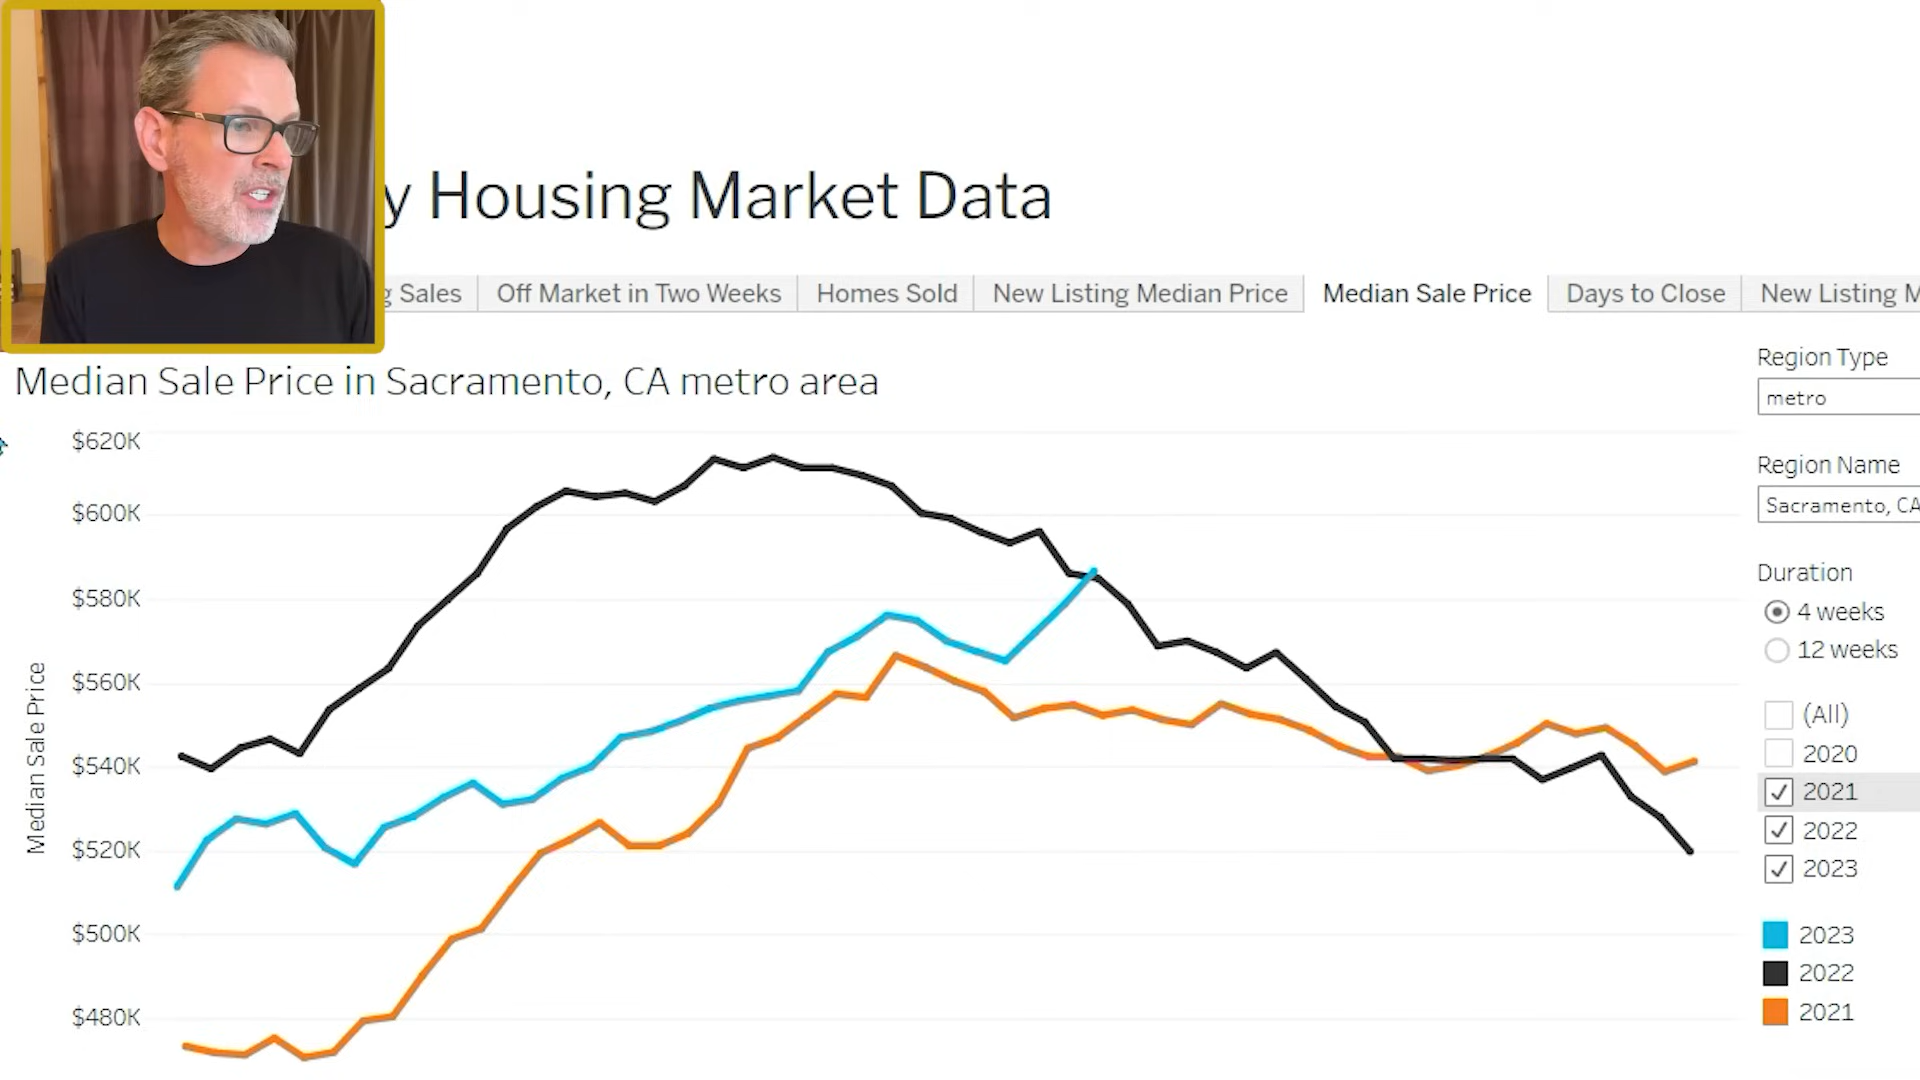 y Housing Market Data
g Sales
Off Market in Two Weeks
Homes Sold
New Listing Median Price
Median Sale Price
Days to Close
New Listing M
Median Sale Price in Sacramento, CA metro area
Median Sale Price
$620K
$600K
$580K
$560K
$540K
$520K
$500K
$480K
Region Type
metro
Region Name
Sacramento, CA
Duration
4 weeks
12 weeks
(All)
2020
2021
2022
2023
2023
2022
2021